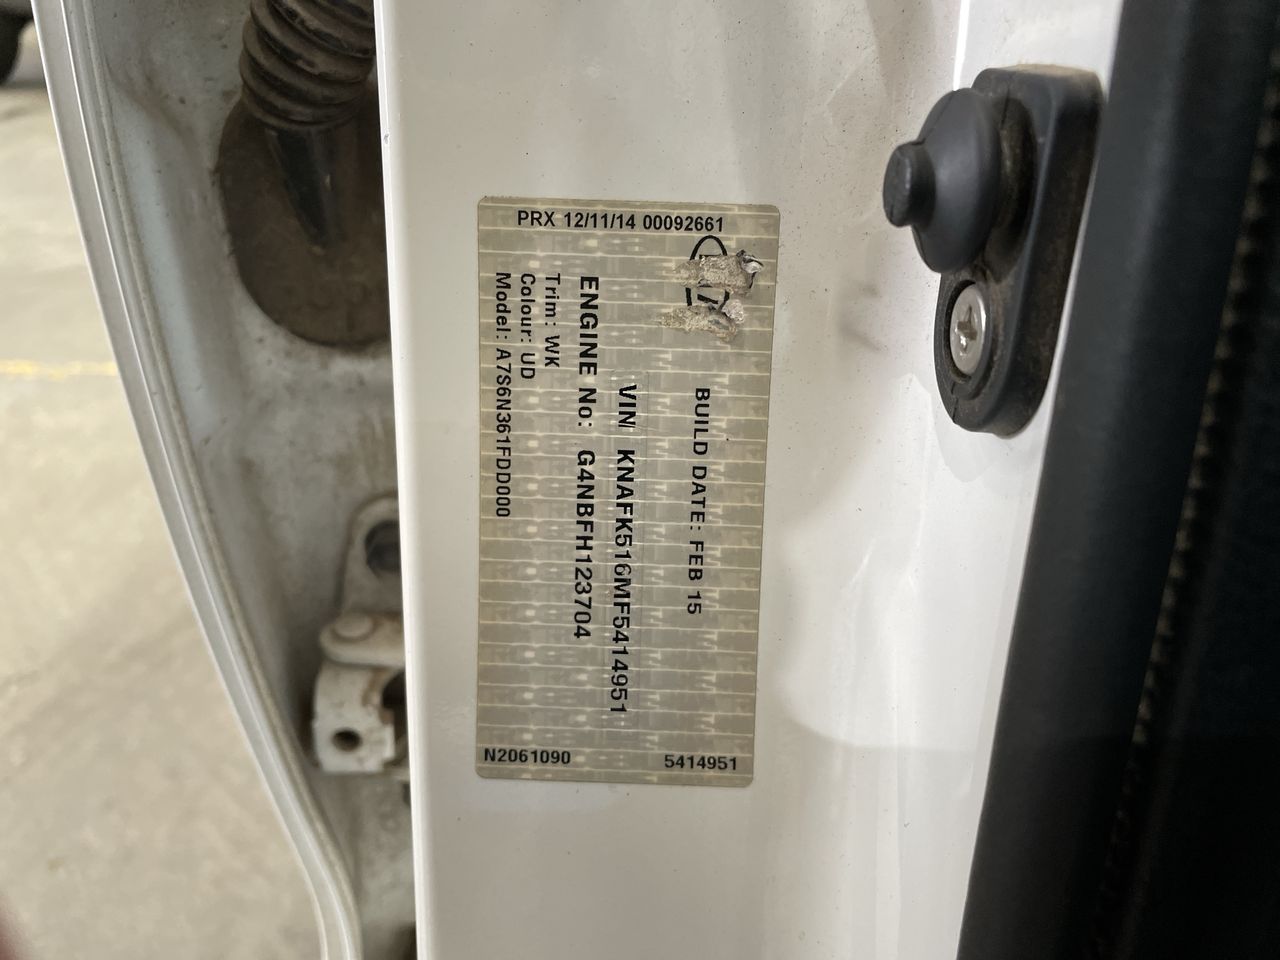 PRX 12/11/14 00092661
BUILD DATE: FEB 15
VIN KNAFK516MF5414951
ENGINE No: G4NBFH123704
Trim: WK
Colour: UD
Model: A7S6N361FDD000
N2061090
5414951